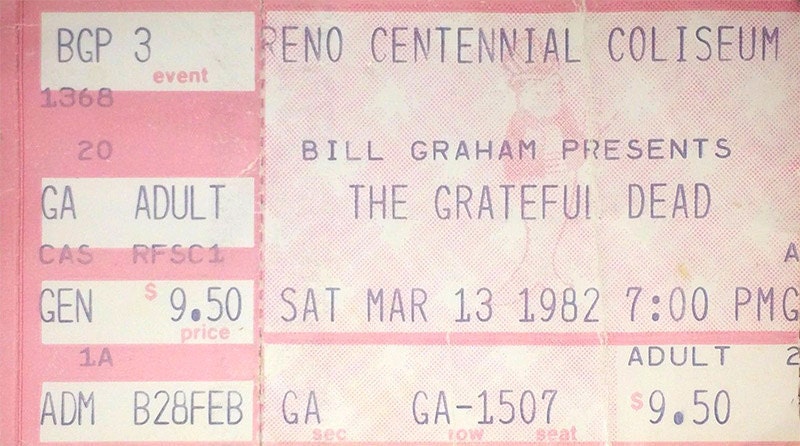 BGP 3
event
1368
20
GA ADULT
CAS RFSC1
GEN $ 9.50
price
1A
ADM B28FEB
RENO CENTENNIAL COLISEUM
BILL GRAHAM PRESENTS
THE GRATEFUL DEAD
A
SAT MAR 13 1982 7:00 PMG
ADULT 2
GA GA-1507 $9.50
sec row seat